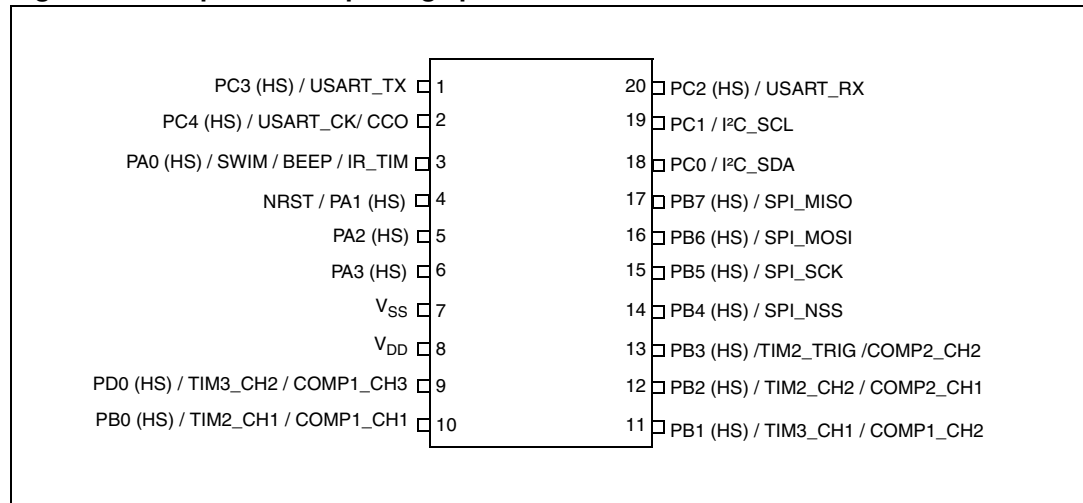 PC3 (HS) / USART_TX 1
PC4 (HS) / USART_CK/ CCO 2
PA0 (HS) / SWIM / BEEP / IR_TIM 3
NRST / PA1 (HS) 4
PA2 (HS) 5
PA3 (HS) 6
VSS 7
VDD 8
PD0 (HS) / TIM3_CH2 / COMP1_CH3 9
PB0 (HS) / TIM2_CH1 / COMP1_CH1 10
20 PC2 (HS) / USART_RX
19 PC1 / I²C_SCL
18 PC0 / I²C_SDA
17 PB7 (HS) / SPI_MISO
16 PB6 (HS) / SPI_MOSI
15 PB5 (HS) / SPI_SCK
14 PB4 (HS) / SPI_NSS
13 PB3 (HS) /TIM2_TRIG /COMP2_CH2
12 PB2 (HS) / TIM2_CH2 / COMP2_CH1
11 PB1 (HS) / TIM3_CH1 / COMP1_CH2